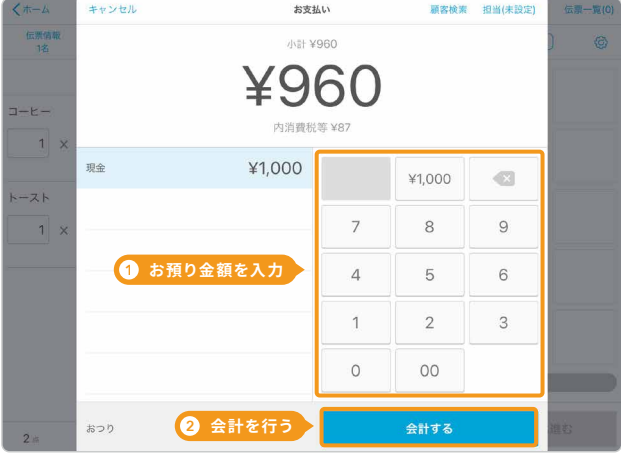 ホーム
キャンセル
お支払い
顧客検索
担当(未設定)
伝票一覧(0)
伝票情報
1名
小計 ¥960
¥960
内消費税等 ¥87
コーヒー
1 ×
トースト
1 ×
現金 ¥1,000
¥1,000
7 8 9
4 5 6
1 2 3
0 00
1 お預り金額を入力
おつり
2 会計を行う
会計する
2点
進む